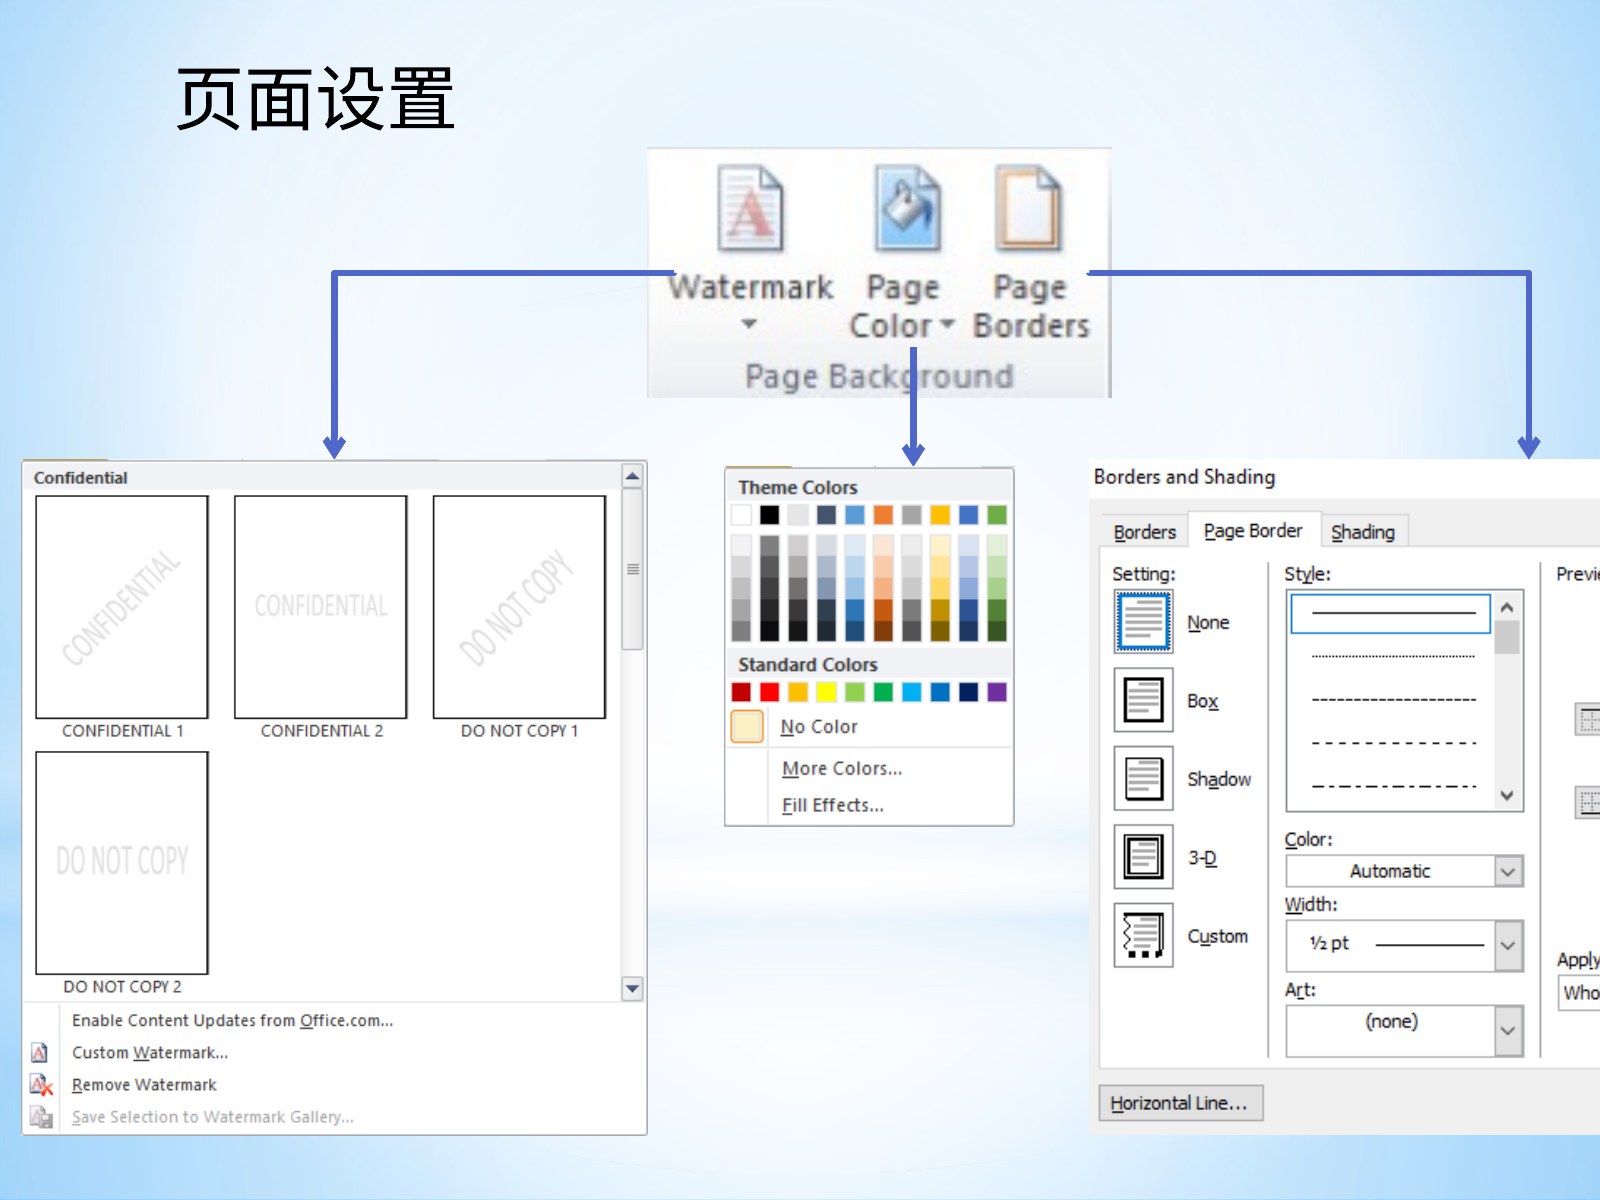 页面设置
Watermark
Page Color
Page Borders
Page Background
Confidential
CONFIDENTIAL
CONFIDENTIAL
DO NOT COPY
CONFIDENTIAL 1
CONFIDENTIAL 2
DO NOT COPY 1
DO NOT COPY
DO NOT COPY 2
Enable Content Updates from Office.com...
Custom Watermark...
Remove Watermark
Save Selection to Watermark Gallery...
Theme Colors
Standard Colors
No Color
More Colors...
Fill Effects...
Borders and Shading
Borders
Page Border
Shading
Setting:
None
Box
Shadow
3-D
Custom
Style:
Color:
Automatic
Width:
½ pt
Art:
(none)
Apply
Horizontal Line...